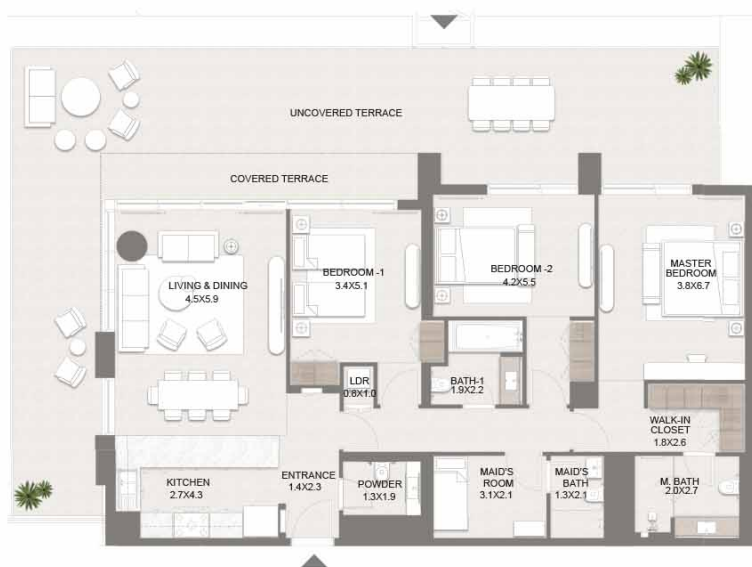 UNCOVERED TERRACE
COVERED TERRACE
LIVING & DINING
4.5X5.9
BEDROOM -1
3.4X5.1
BEDROOM -2
4.2X5.5
MASTER
BEDROOM
3.8X6.7
LDR
0.8X1.0
BATH-1
1.9X2.2
WALK-IN
CLOSET
1.8X2.6
KITCHEN
2.7X4.3
ENTRANCE
1.4X2.3
POWDER
1.3X1.9
MAID'S
ROOM
3.1X2.1
MAID'S
BATH
1.3X2.1
M. BATH
2.0X2.7